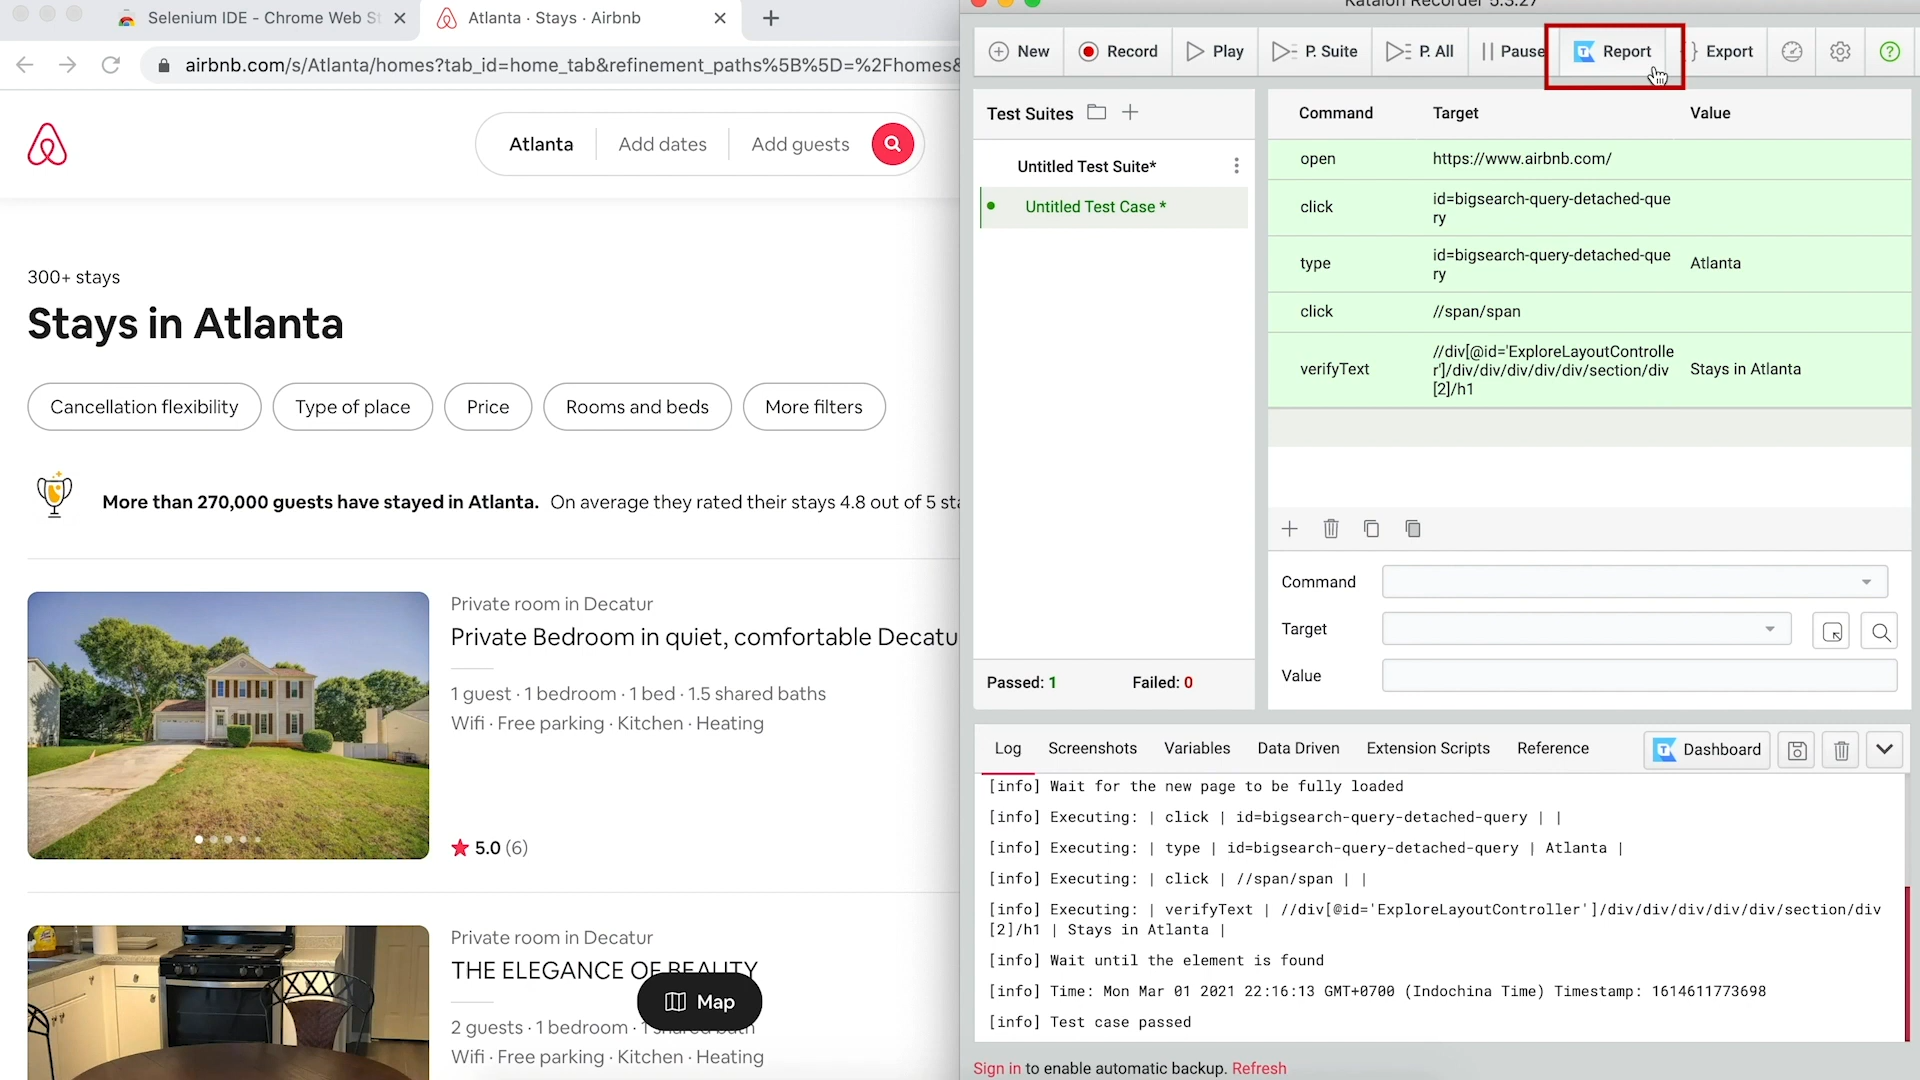 Selenium IDE - Chrome Web St
Atlanta · Stays · Airbnb
airbnb.com/s/Atlanta/homes?tab_id=home_tab&refinement_paths%5B%5D=%2Fhomes&
Atlanta
Add dates
Add guests
300+ stays
Stays in Atlanta
Cancellation flexibility
Type of place
Price
Rooms and beds
More filters
More than 270,000 guests have stayed in Atlanta. On average they rated their stays 4.8 out of 5 sta
Private room in Decatur
Private Bedroom in quiet, comfortable Decatu
1 guest · 1 bedroom · 1 bed · 1.5 shared baths
Wifi · Free parking · Kitchen · Heating
5.0 (6)
Private room in Decatur
THE ELEGANCE OF BEAUTY
Map
2 guests · 1 bedroom · 1 shared bath
Wifi · Free parking · Kitchen · Heating
Katalon Recorder 5.3.27
New
Record
Play
P. Suite
P. All
Pause
Report
Export
Test Suites
Untitled Test Suite*
Untitled Test Case *
Passed: 1
Failed: 0
Command Target Value
open https://www.airbnb.com/
click id=bigsearch-query-detached-que
ry
type id=bigsearch-query-detached-que
ry Atlanta
click //span/span
verifyText //div[@id='ExploreLayoutControlle
r']/div/div/div/div/div/section/div
[2]/h1 Stays in Atlanta
Command
Target
Value
Log
Screenshots
Variables
Data Driven
Extension Scripts
Reference
Dashboard
[info] Wait for the new page to be fully loaded
[info] Executing: | click | id=bigsearch-query-detached-query | |
[info] Executing: | type | id=bigsearch-query-detached-query | Atlanta |
[info] Executing: | click | //span/span | |
[info] Executing: | verifyText | //div[@id='ExploreLayoutController']/div/div/div/div/div/section/div
[2]/h1 | Stays in Atlanta |
[info] Wait until the element is found
[info] Time: Mon Mar 01 2021 22:16:13 GMT+0700 (Indochina Time) Timestamp: 1614611773698
[info] Test case passed
Sign in to enable automatic backup. Refresh